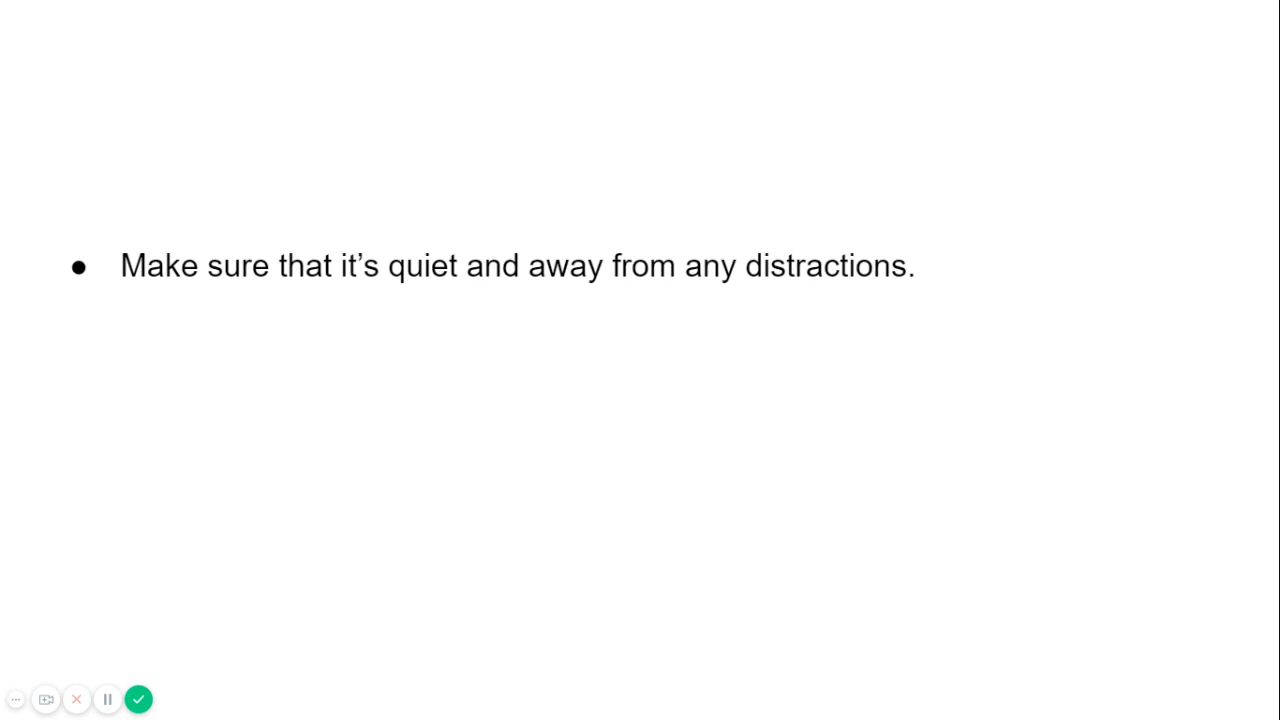 ● Make sure that it’s quiet and away from any distractions.